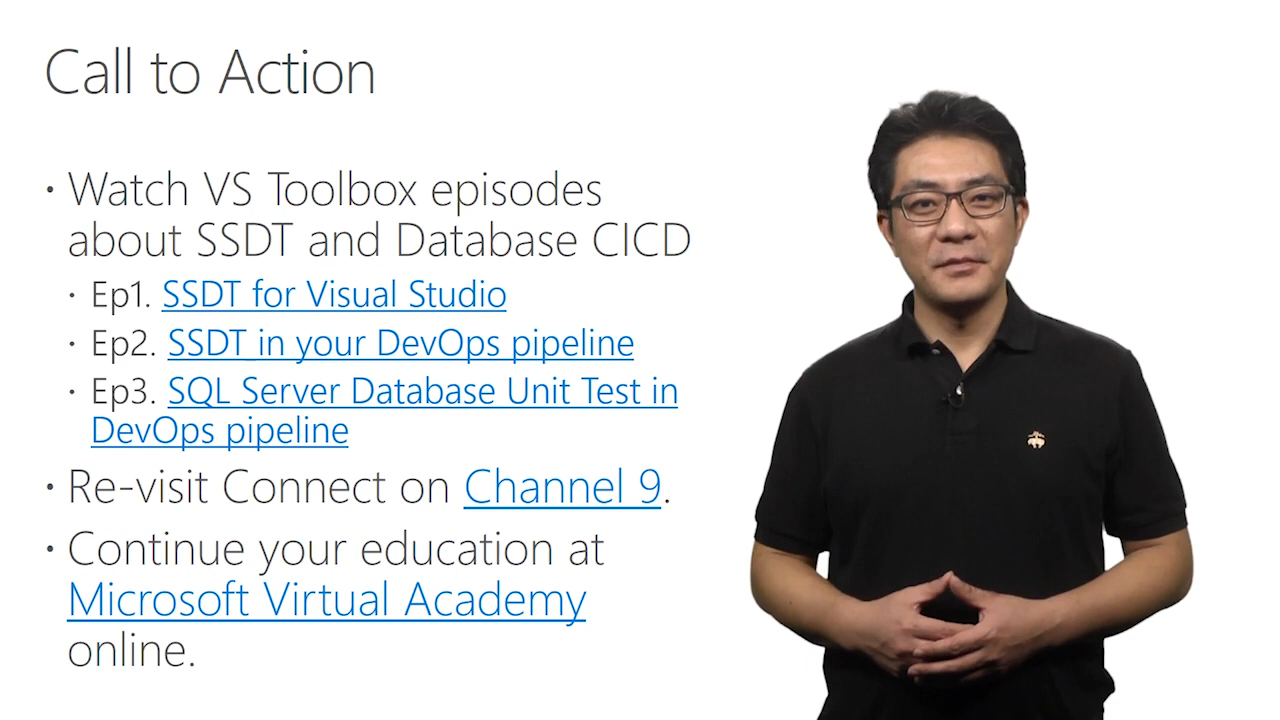 Call to Action
• Watch VS Toolbox episodes
about SSDT and Database CICD
• Ep1. SSDT for Visual Studio
• Ep2. SSDT in your DevOps pipeline
• Ep3. SQL Server Database Unit Test in
DevOps pipeline
• Re-visit Connect on Channel 9.
• Continue your education at
Microsoft Virtual Academy
online.